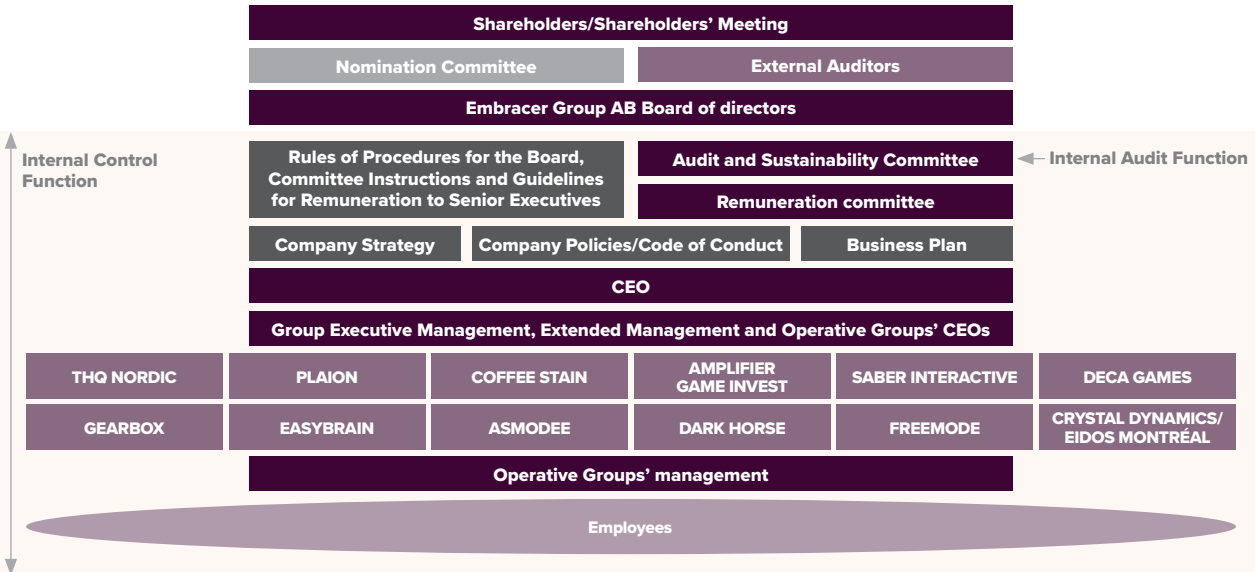 Shareholders/Shareholders’ Meeting
Nomination Committee
External Auditors
Embracer Group AB Board of directors
Internal Control
Function
Rules of Procedures for the Board,
Committee Instructions and Guidelines
for Remuneration to Senior Executives
Audit and Sustainability Committee
Internal Audit Function
Remuneration committee
Company Strategy
Company Policies/Code of Conduct
Business Plan
CEO
Group Executive Management, Extended Management and Operative Groups’ CEOs
THQ NORDIC
PLAION
COFFEE STAIN
AMPLIFIER
GAME INVEST
SABER INTERACTIVE
DECA GAMES
GEARBOX
EASYBRAIN
ASMODEE
DARK HORSE
FREEMODE
CRYSTAL DYNAMICS/
EIDOS MONTRÉAL
Operative Groups’ management
Employees